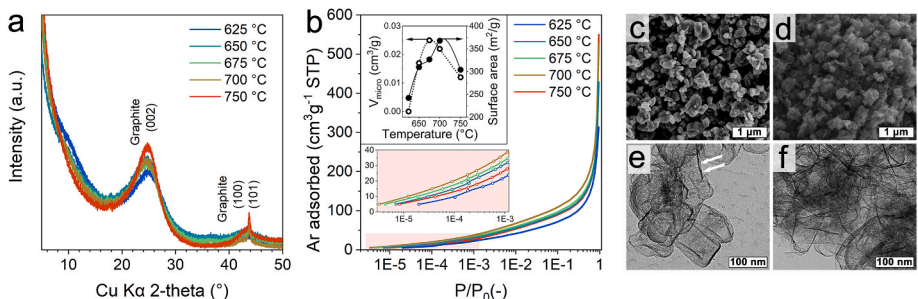 a
Intensity (a.u.)
625 °C
650 °C
675 °C
700 °C
750 °C
Graphite
(002)
Graphite
(100)
(101)
10
20
30
40
50
Cu Kα 2-theta (°)
b
Ar adsorbed (cm³g⁻¹ STP)
600
500
400
300
200
100
0
V_micro (cm³/g)
0.03
0.02
0.01
0.00
Surface area (m²/g)
400
350
300
250
200
650
700
750
Temperature (°C)
625 °C
650 °C
675 °C
700 °C
750 °C
40
30
20
10
0
1E-5
1E-4
1E-3
1E-5
1E-4
1E-3
1E-2
1E-1
1
P/P₀(-)
c
1 µm
d
1 µm
e
100 nm
f
100 nm